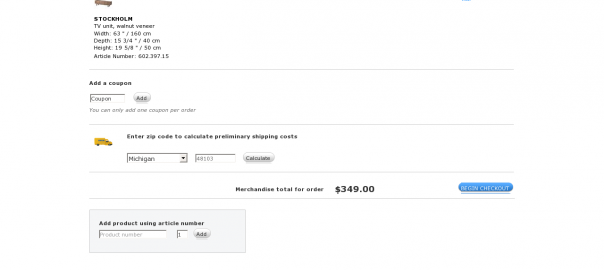 STOCKHOLM
TV unit, walnut veneer
Width: 63 " / 160 cm
Depth: 15 3/4 " / 40 cm
Height: 19 5/8 " / 50 cm
Article Number: 602.397.15
Add a coupon
Coupon Add
You can only add one coupon per order
Enter zip code to calculate preliminary shipping costs
Michigan 48103 Calculate
Merchandise total for order $349.00 BEGIN CHECKOUT
Add product using article number
Product number 1 Add